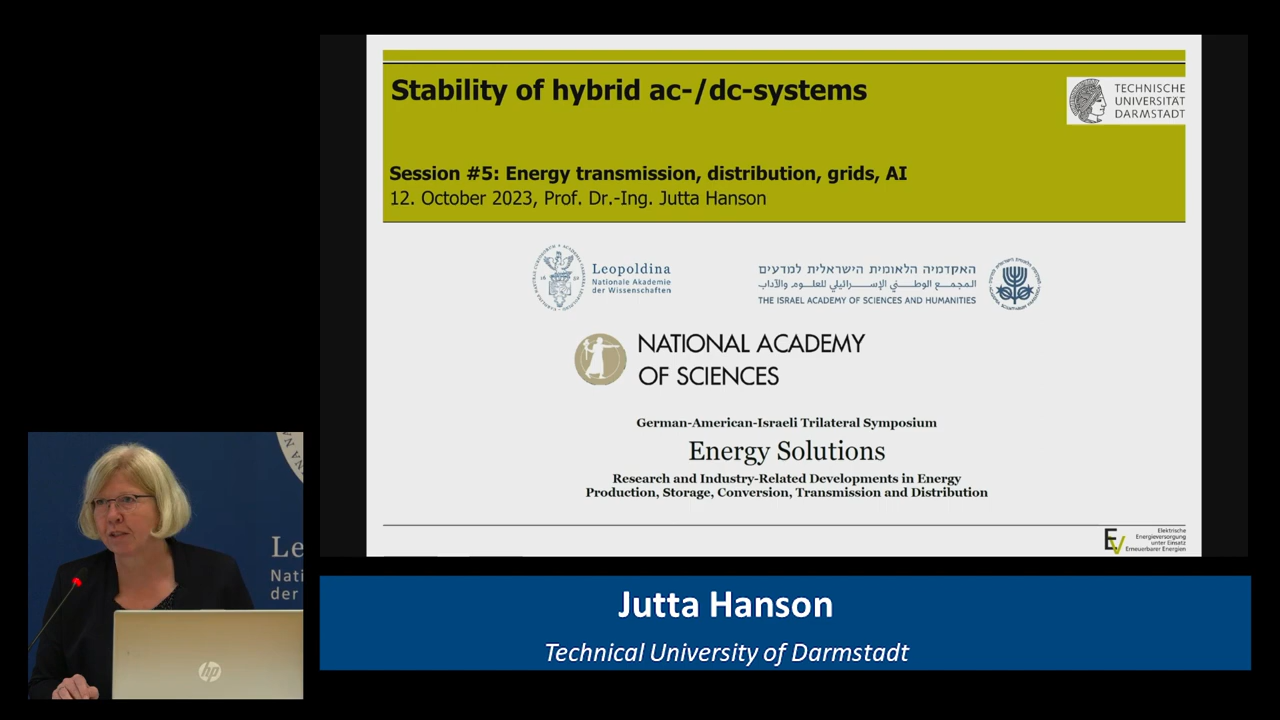 Stability of hybrid ac-/dc-systems
TECHNISCHE
UNIVERSITÄT
DARMSTADT
Session #5: Energy transmission, distribution, grids, AI
12. October 2023, Prof. Dr.-Ing. Jutta Hanson
Leopoldina
Nationale Akademie
der Wissenschaften
האקדמיה הלאומית הישראלית למדעים
المجمع الوطني الإسرائيلي للعلوم والآداب
THE ISRAEL ACADEMY OF SCIENCES AND HUMANITIES
NATIONAL ACADEMY
OF SCIENCES
German-American-Israeli Trilateral Symposium
Energy Solutions
Research and Industry-Related Developments in Energy
Production, Storage, Conversion, Transmission and Distribution
EV
Elektrische
Energieversorgung
unter Einsatz
Erneuerbarer Energien
Le
Nati
der
hp
Jutta Hanson
Technical University of Darmstadt